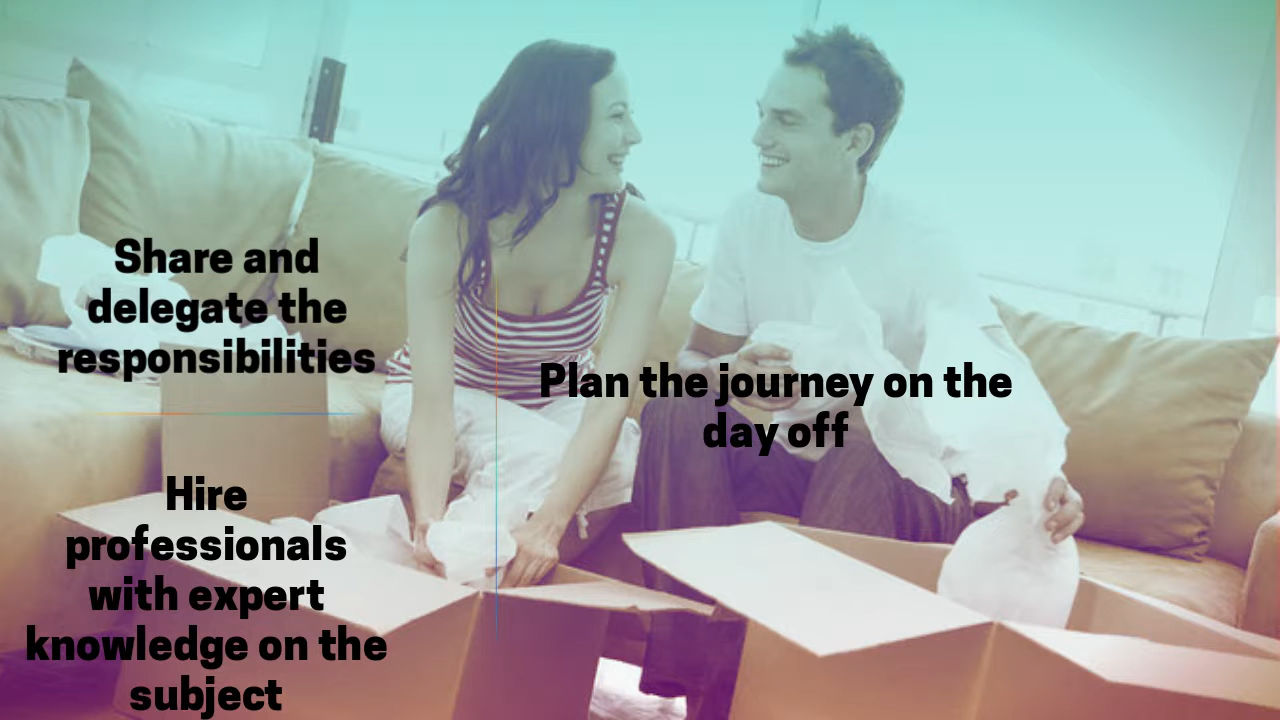 Share and
delegate the
responsibilities
Plan the journey on the
day off
Hire
professionals
with expert
knowledge on the
subject